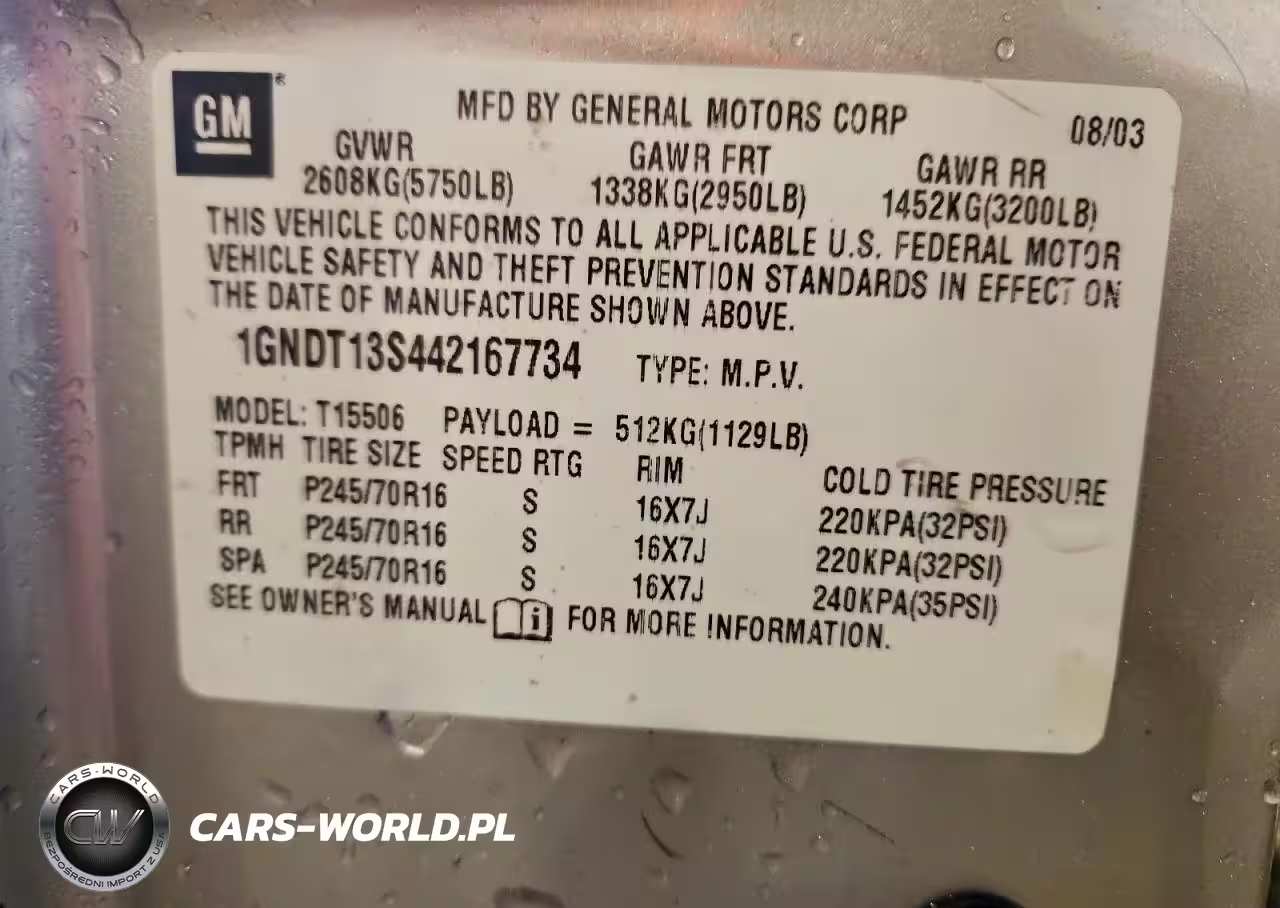 GM ®
MFD BY GENERAL MOTORS CORP 08/03
GVWR GAWR FRT GAWR RR
2608KG(5750LB) 1338KG(2950LB) 1452KG(3200LB)
THIS VEHICLE CONFORMS TO ALL APPLICABLE U.S. FEDERAL MOTOR
VEHICLE SAFETY AND THEFT PREVENTION STANDARDS IN EFFECT ON
THE DATE OF MANUFACTURE SHOWN ABOVE.
1GNDT13S442167734 TYPE: M.P.V.
MODEL: T15506 PAYLOAD = 512KG(1129LB)
TPMH TIRE SIZE SPEED RTG RIM COLD TIRE PRESSURE
FRT P245/70R16 S 16X7J 220KPA(32PSI)
RR P245/70R16 S 16X7J 220KPA(32PSI)
SPA P245/70R16 S 16X7J 240KPA(35PSI)
SEE OWNER'S MANUAL i FOR MORE INFORMATION.
CARS-WORLD
CW
BEZPOŚREDNI IMPORT Z USA
CARS-WORLD.PL